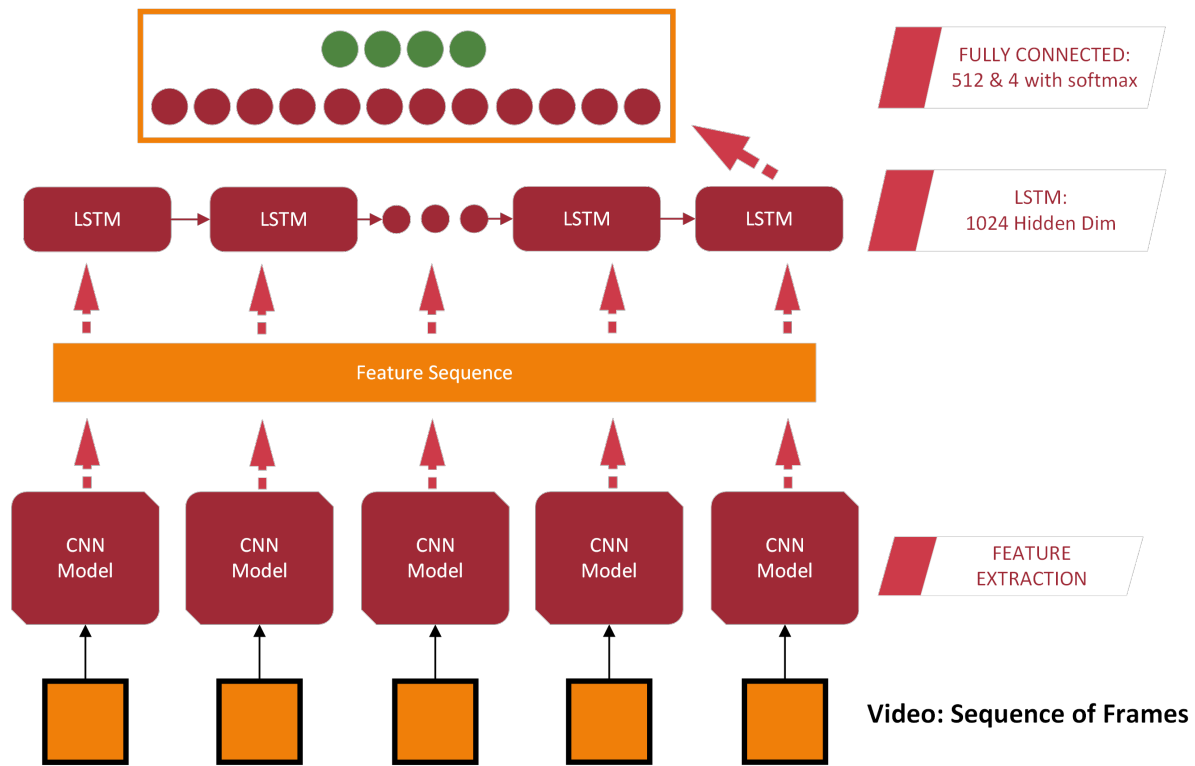 FULLY CONNECTED:
512 & 4 with softmax
LSTM
LSTM
LSTM
LSTM
LSTM:
1024 Hidden Dim
Feature Sequence
CNN
Model
CNN
Model
CNN
Model
CNN
Model
CNN
Model
FEATURE
EXTRACTION
Video: Sequence of Frames